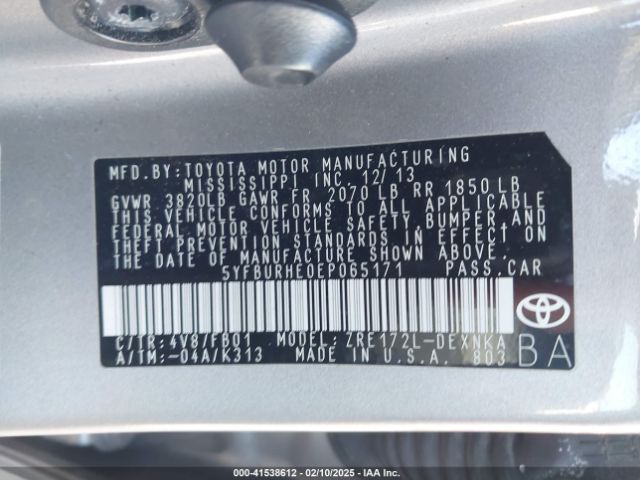 MFD.BY:TOYOTA MOTOR MANUFACTURING
MISSISSIPPI INC. 12/13
GVWR 3820LB GAWR FR 2070 LB RR 1850 LB
THIS VEHICLE CONFORMS TO ALL APPLICABLE
FEDERAL MOTOR VEHICLE SAFETY, BUMPER, AND
THEFT PREVENTION STANDARDS IN EFFECT ON
THE DATE OF MANUFACTURE SHOWN ABOVE.
5YFBURHE0EP065171 PASS.CAR
C/TR:4V8/FB01 MODEL: ZRE172L-DEXNKA
A/TM:-04A/K313 MADE IN U.S.A. 803
BA
000-41538612 — 02/10/2025 — IAA Inc.